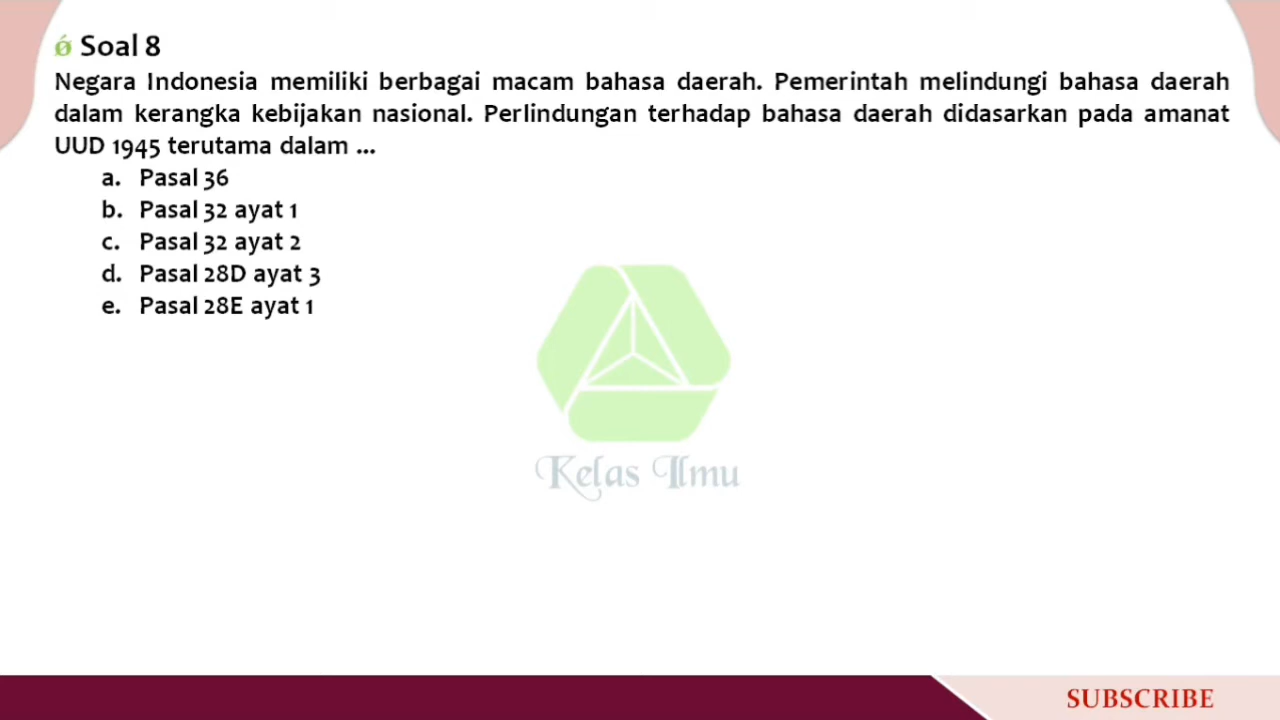 ǿ Soal 8
Negara Indonesia memiliki berbagai macam bahasa daerah. Pemerintah melindungi bahasa daerah
dalam kerangka kebijakan nasional. Perlindungan terhadap bahasa daerah didasarkan pada amanat
UUD 1945 terutama dalam ...
a. Pasal 36
b. Pasal 32 ayat 1
c. Pasal 32 ayat 2
d. Pasal 28D ayat 3
e. Pasal 28E ayat 1
Kelas Ilmu
SUBSCRIBE